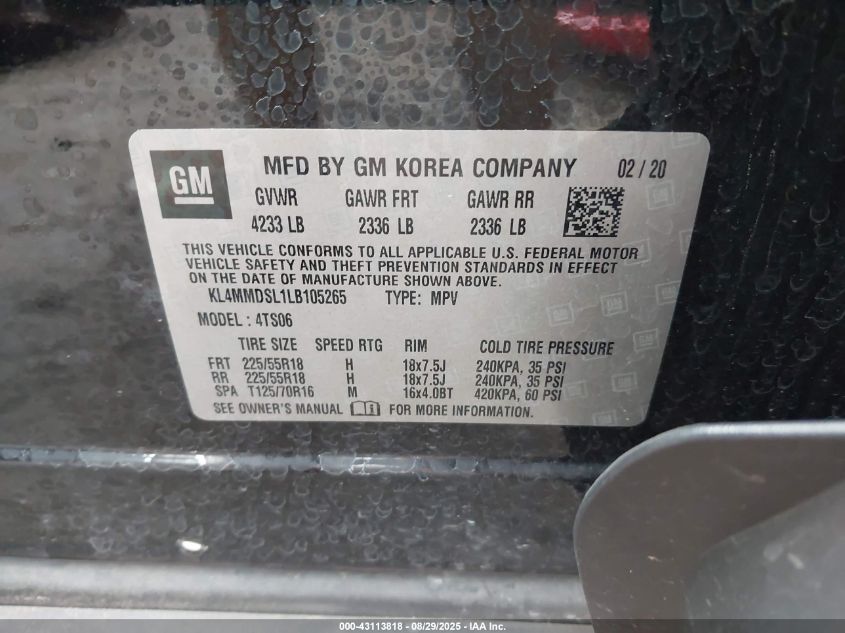 GM MFD BY GM KOREA COMPANY 02 / 20
GVWR GAWR FRT GAWR RR
4233 LB 2336 LB 2336 LB
THIS VEHICLE CONFORMS TO ALL APPLICABLE U.S. FEDERAL MOTOR
VEHICLE SAFETY AND THEFT PREVENTION STANDARDS IN EFFECT
ON THE DATE OF MANUFACTURE SHOWN ABOVE.
KL4MMDSL1LB105265 TYPE: MPV
MODEL : 4TS06
TIRE SIZE SPEED RTG RIM COLD TIRE PRESSURE
FRT 225/55R18 H 18x7.5J 240KPA, 35 PSI
RR 225/55R18 H 18x7.5J 240KPA, 35 PSI
SPA T125/70R16 M 16x4.0BT 420KPA, 60 PSI
SEE OWNER'S MANUAL FOR MORE INFORMATION.
000-43113818 - 08/29/2025 - IAA Inc.